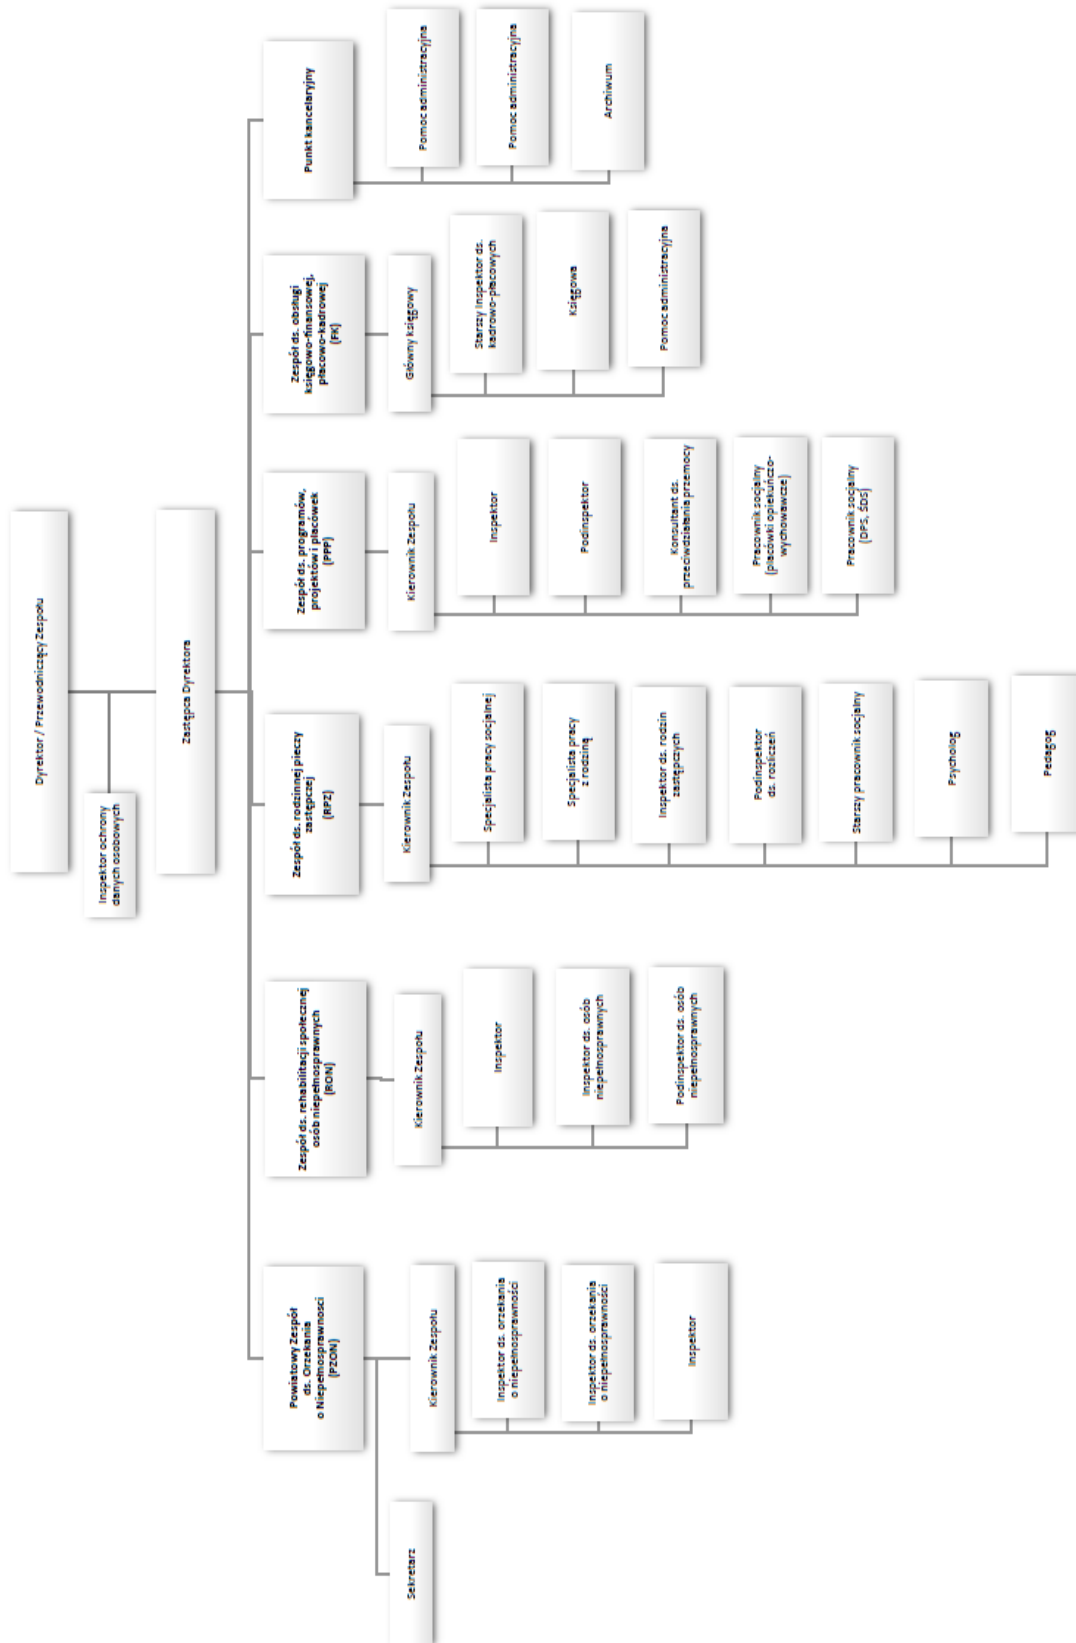 Dyrektor / Przewodniczący Zespołu
Inspektor ochrony
danych osobowych
Zastępca Dyrektora
Powiatowy Zespół
ds. Orzekania
o Niepełnosprawnosci
(PZON)
Sekretarz
Kierownik Zespołu
Inspektor ds. orzekania
o niepełnosprawności
Inspektor ds. orzekania
o niepełnosprawności
Inspektor
Zespół ds. rehabilitacji społecznej
osób niepełnosprawnych
(RON)
Kierownik Zespołu
Inspektor
Inspektor ds. osób
niepełnosprawnych
Podinspektor ds. osób
niepełnosprawnych
Zespół ds. rodzinnej pieczy
zastępczej
(RPZ)
Kierownik Zespołu
Specjalista pracy socjalnej
Specjalista pracy
z rodziną
Inspektor ds. rodzin
zastępczych
Podinspektor
ds. rozliczeń
Starszy pracownik socjalny
Psycholog
Pedagog
Zespół ds. programów,
projektów i placówek
(PPP)
Kierownik Zespołu
Inspektor
Podinspektor
Konsultant ds.
przeciwdziałania przemocy
Pracownik socjalny
(placówki opiekuńczo-
wychowawcze)
Pracownik socjalny
(DPS, ŚDS)
Zespół ds. obsługi
księgowo-finansowej,
płacowo-kadrowej
(FK)
Główny Księgowy
Starszy Inspektor ds.
kadrowo-płacowych
Księgowa
Pomoc administracyjna
Punkt kancelaryjny
Pomoc administracyjna
Pomoc administracyjna
Archiwum